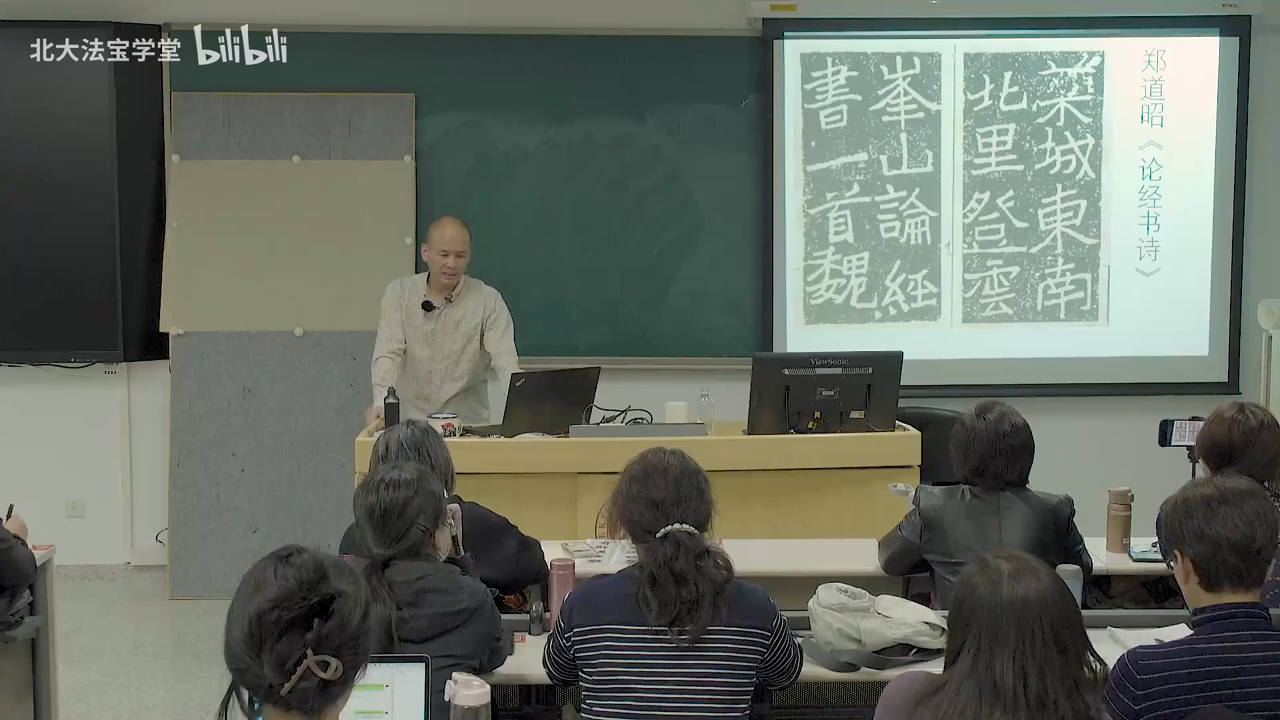 北大法宝学堂 bilibili
郑道昭《论经书诗》
萊城東南
北里登雲
峯山論經
書一首魏
ViewSonic